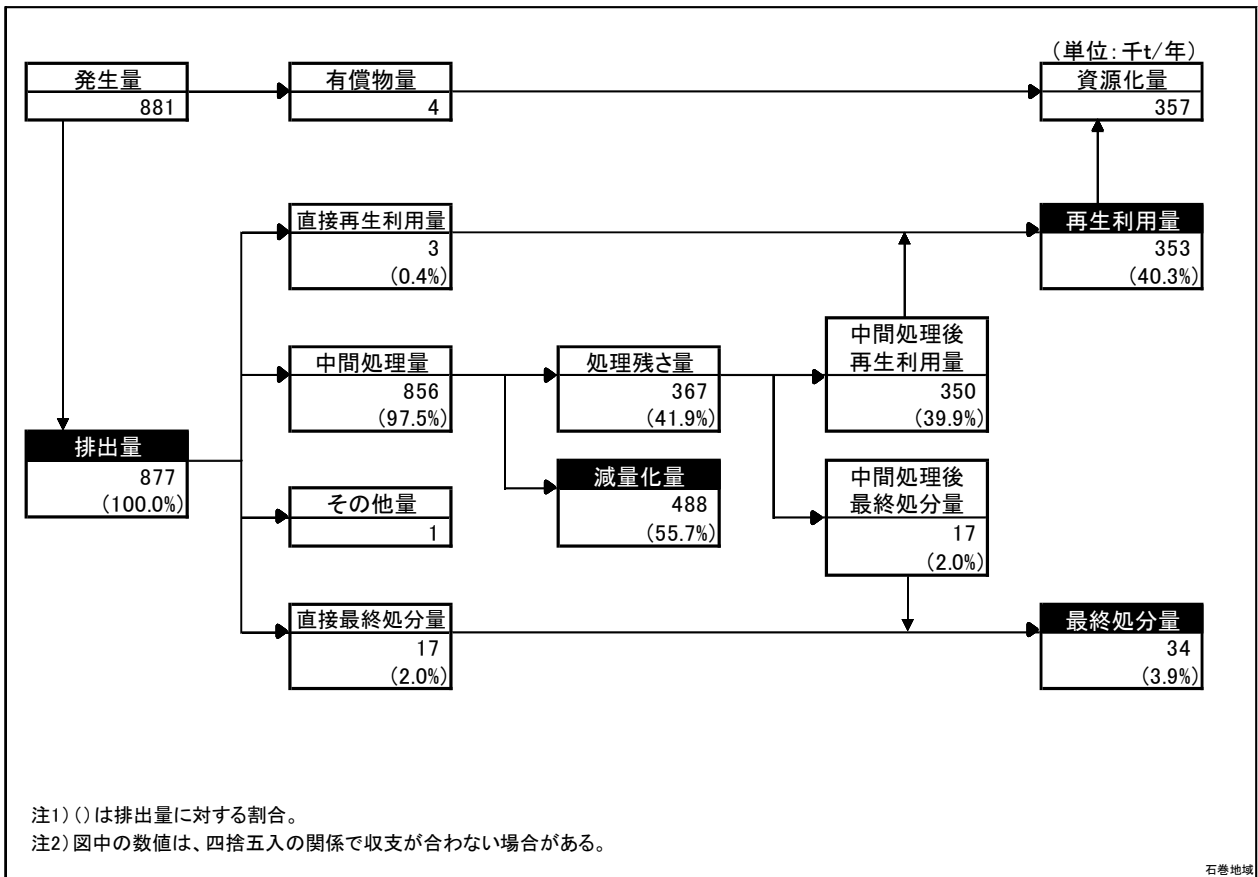 (単位:千t/年)
発生量
881
有償物量
4
資源化量
357
直接再生利用量
3
(0.4%)
再生利用量
353
(40.3%)
中間処理量
856
(97.5%)
処理残さ量
367
(41.9%)
中間処理後
再生利用量
350
(39.9%)
排出量
877
(100.0%)
その他量
1
減量化量
488
(55.7%)
中間処理後
最終処分量
17
(2.0%)
直接最終処分量
17
(2.0%)
最終処分量
34
(3.9%)
注1)()は排出量に対する割合。
注2)図中の数値は、四捨五入の関係で収支が合わない場合がある。
石巻地域